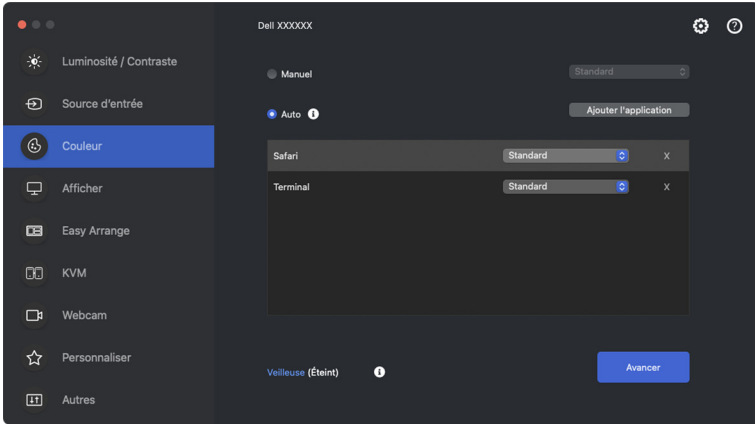 Dell XXXXXX
Luminosité / Contraste
Source d'entrée
Couleur
Afficher
Easy Arrange
KVM
Webcam
Personnaliser
Autres
Manuel
Standard
Auto
Ajouter l'application
Safari
Standard
X
Terminal
Standard
X
Veilleuse (Éteint)
Avancer